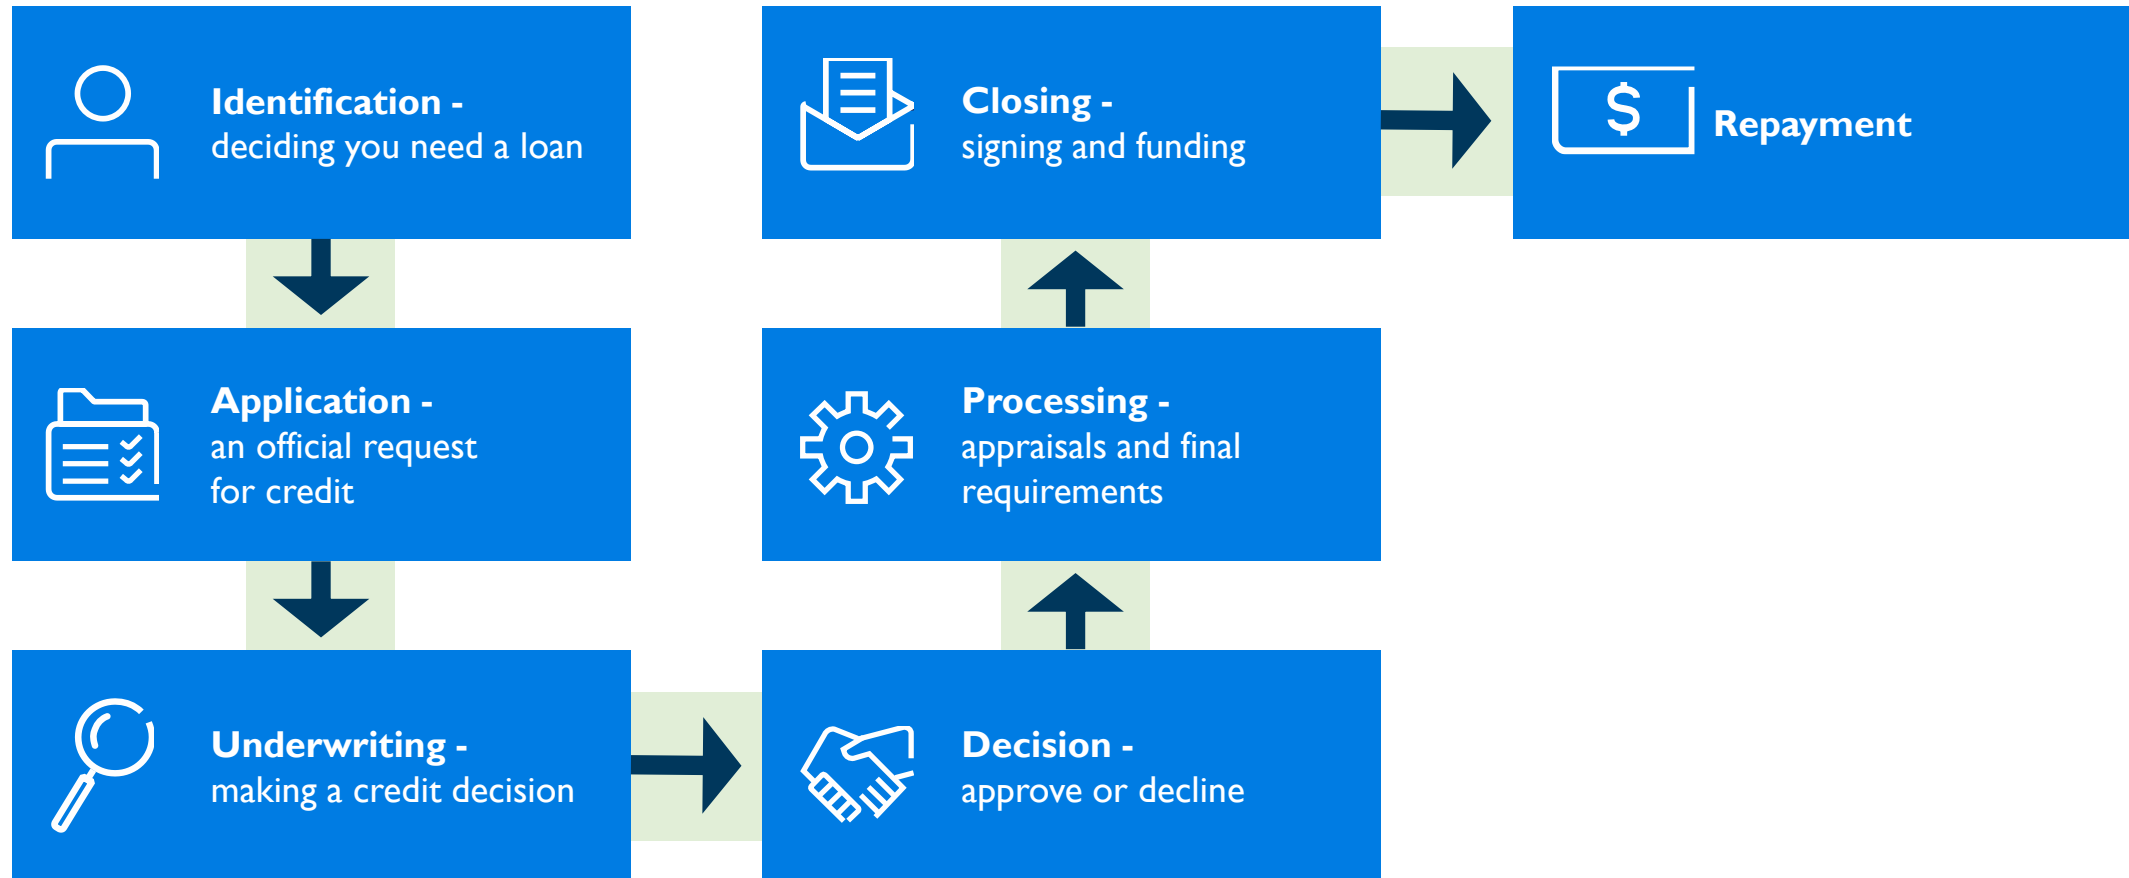 Identification -
deciding you need a loan
Application -
an official request
for credit
Underwriting -
making a credit decision
Decision -
approve or decline
Processing -
appraisals and final
requirements
Closing -
signing and funding
$
Repayment